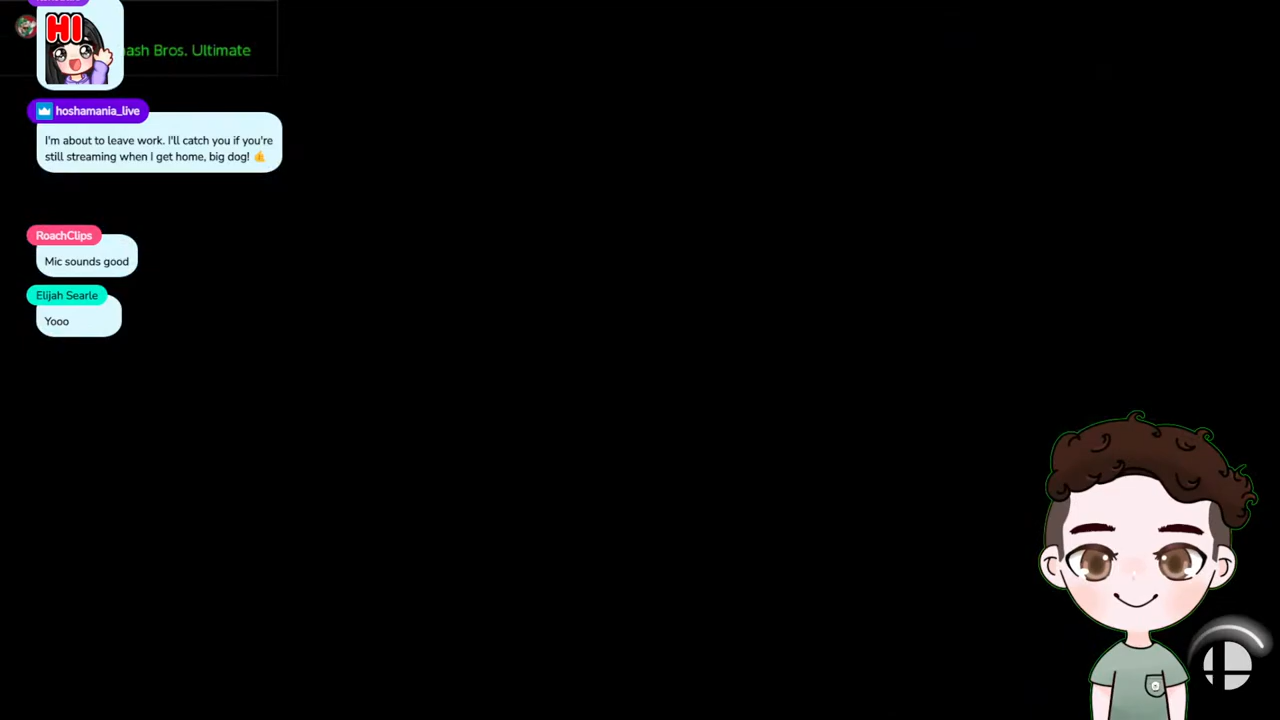 HI
ash Bros. Ultimate
hoshamania_live
I'm about to leave work. I'll catch you if you're
still streaming when I get home, big dog! 🤙
RoachClips
Mic sounds good
Elijah Searle
Yooo